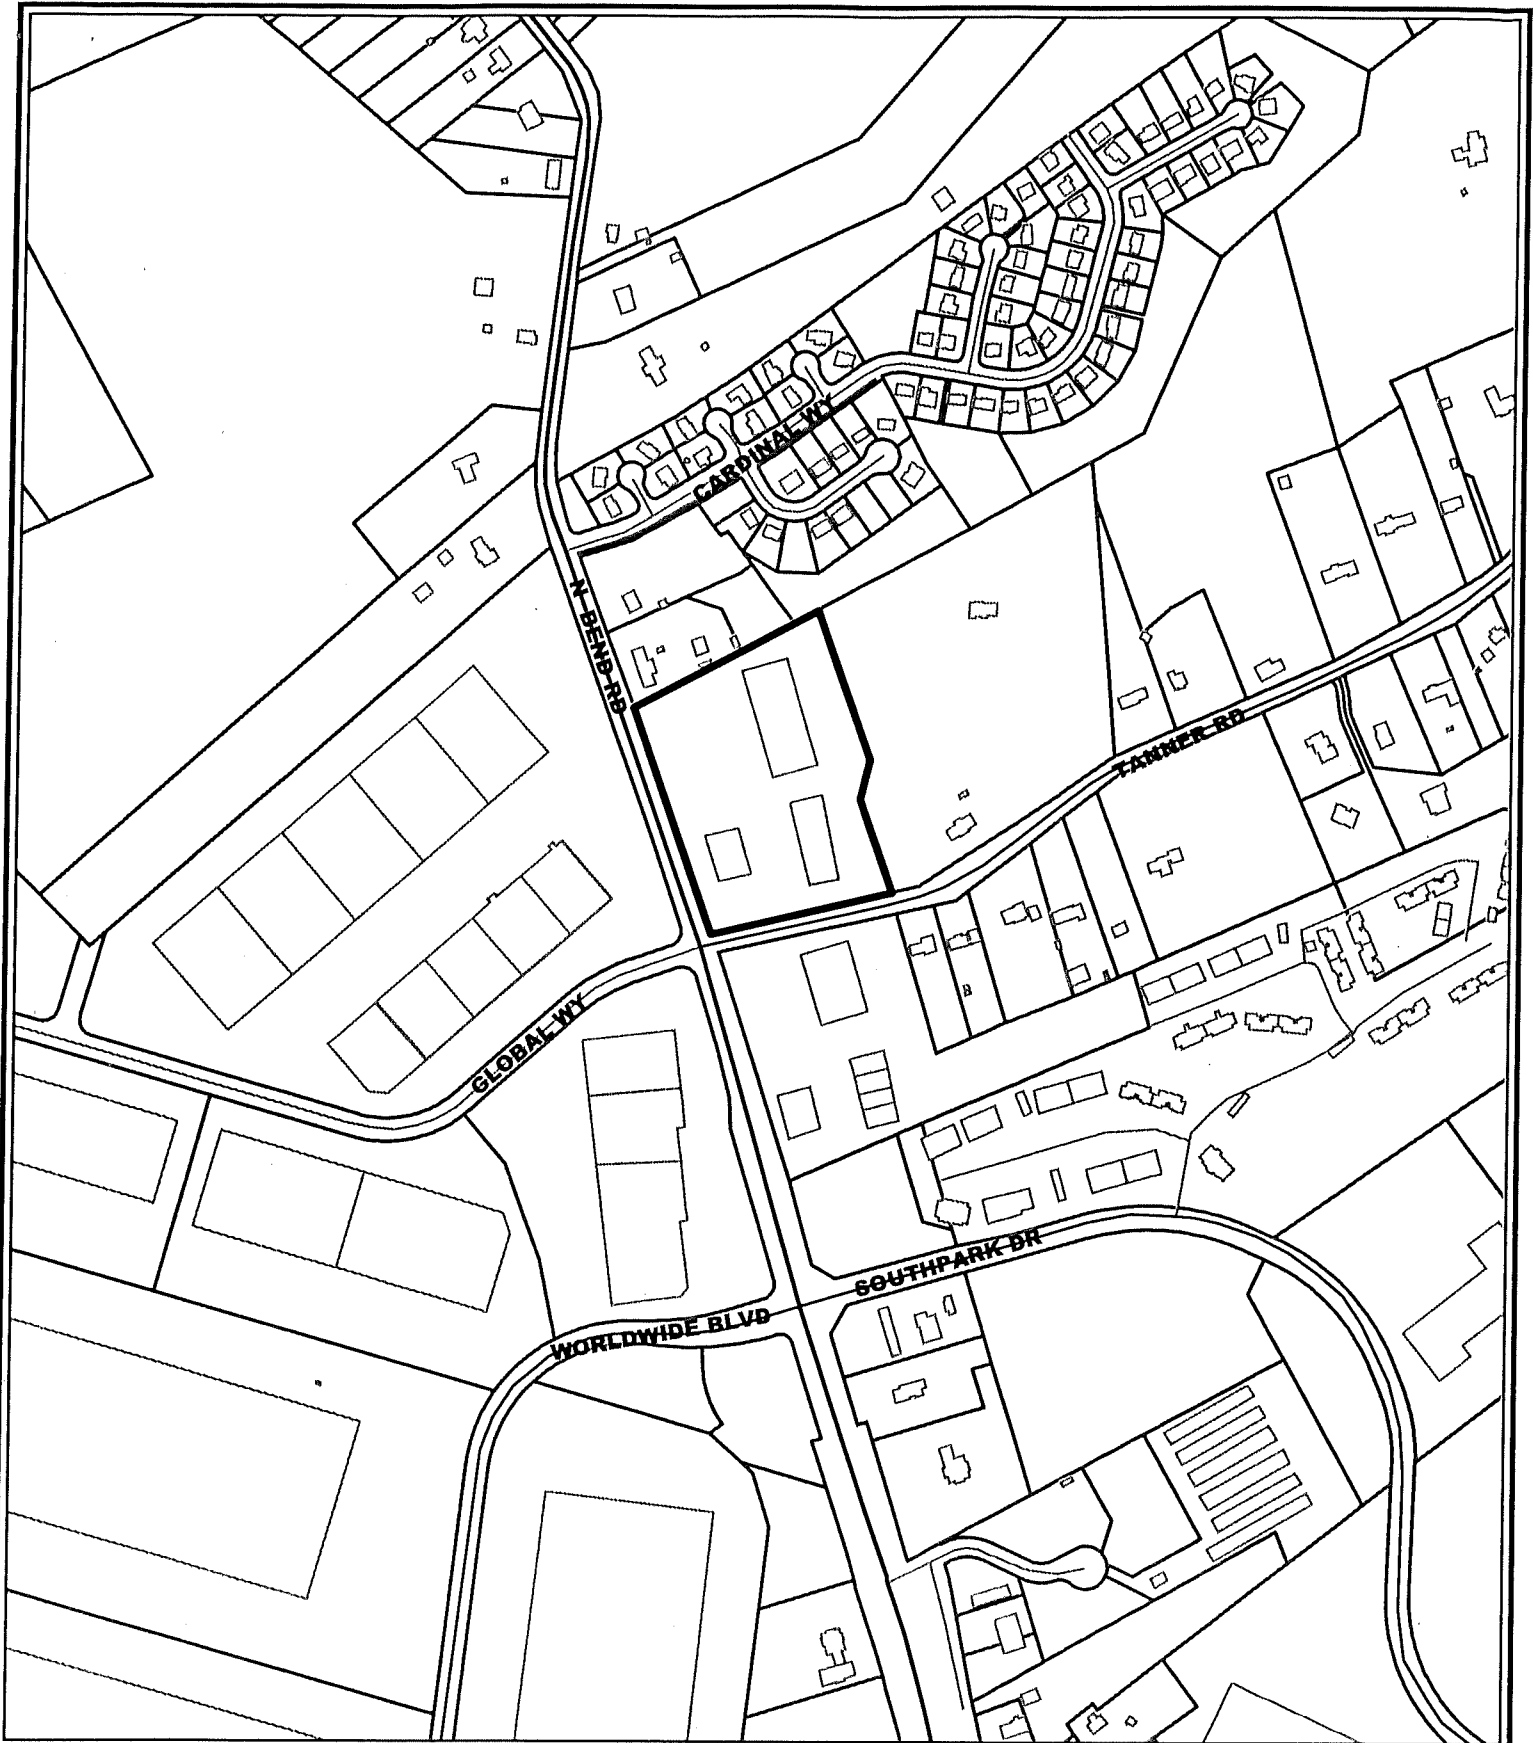 CARDINAL WY
N BEND RD
TANNER RD
GLOBAL WY
SOUTHPARK DR
WORLDWIDE BLVD